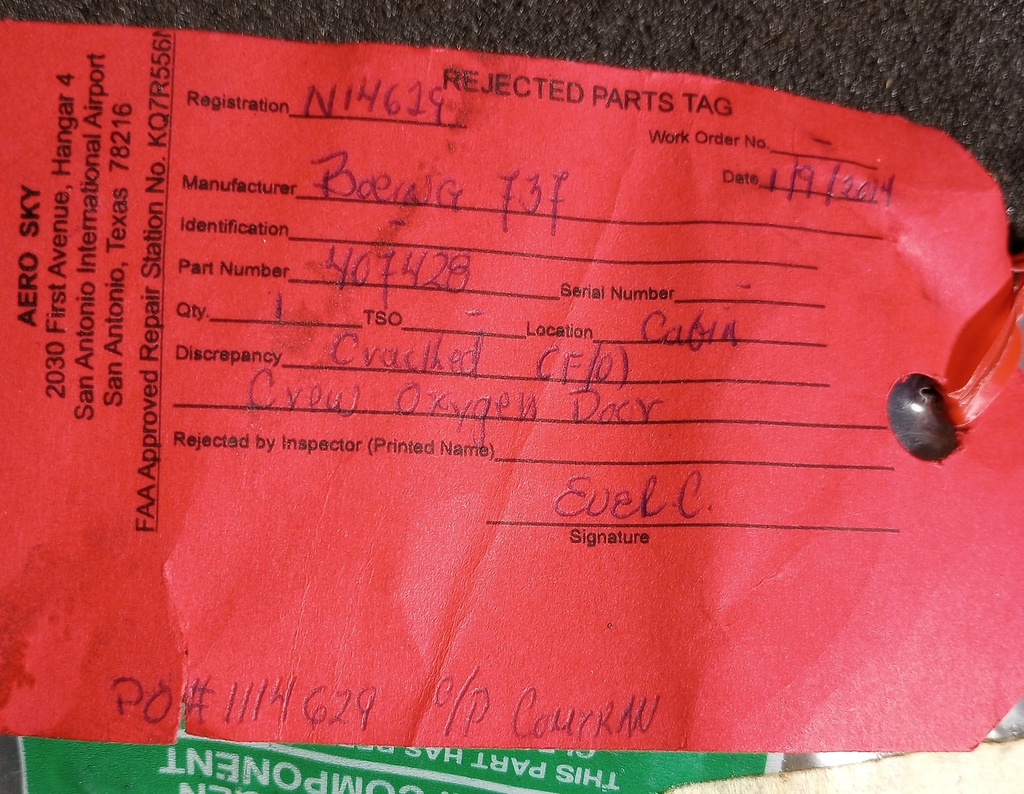 AERO SKY
2030 First Avenue, Hangar 4
San Antonio International Airport
San Antonio, Texas 78216
FAA Approved Repair Station No. KQ7R556N
REJECTED PARTS TAG
Registration N14629
Work Order No. -
Date 1/9/2014
Manufacturer Boeing 737
Identification -
Part Number 407428
Serial Number -
Qty. 1 TSO - Location Cabin
Discrepancy Cracked (F/O)
Crew Oxygen Door
Rejected by Inspector (Printed Name)
Evel C.
Signature
PO# 1114629
THIS PART HAS
COMPONENT